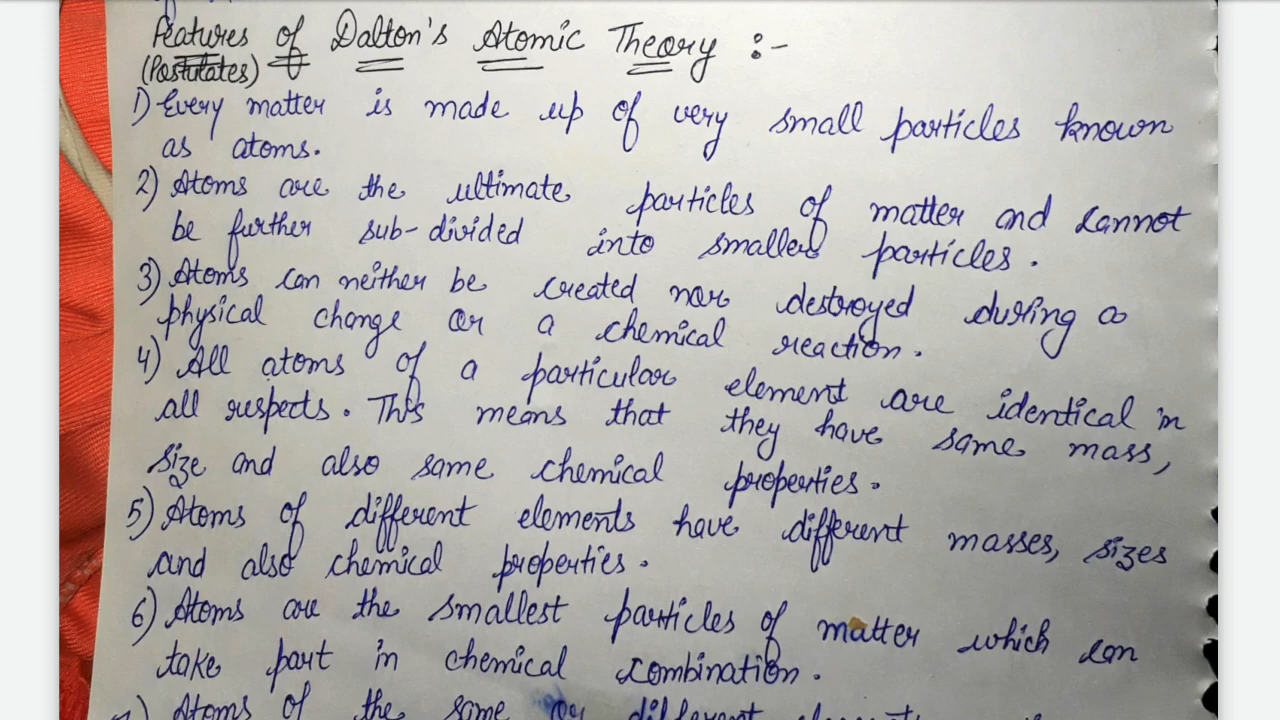 Features of Dalton's Atomic Theory :-
(Postulates)
1) Every matter is made up of very small particles known
as atoms.
2) Atoms are the ultimate particles of matter and cannot
be further sub-divided into smaller particles.
3) Atoms can neither be created nor destroyed during a
physical change or a chemical reaction.
4) All atoms of a particular element are identical in
all respects. This means that they have same mass,
size and also same chemical properties.
5) Atoms of different elements have different masses, sizes
and also chemical properties.
6) Atoms are the smallest particles of matter which can
take part in chemical combination.
Atoms of the same or different elements